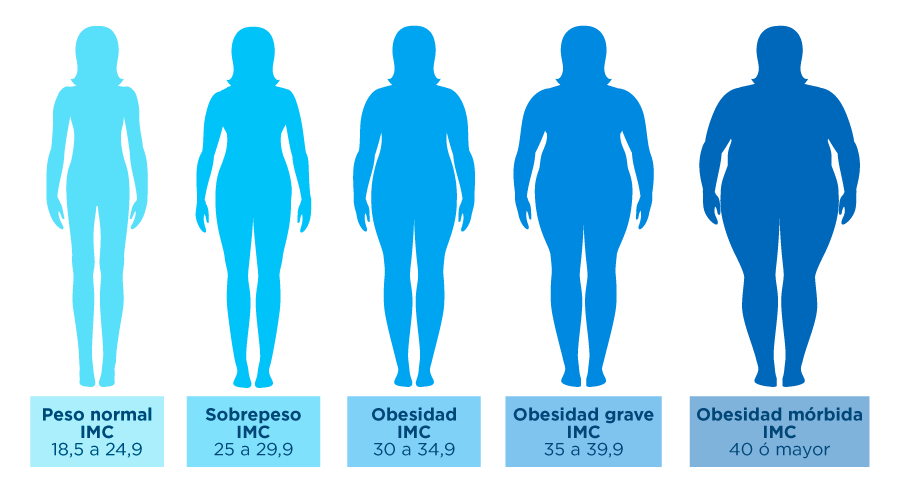 Peso normal
IMC
18,5 a 24,9
Sobrepeso
IMC
25 a 29,9
Obesidad
IMC
30 a 34,9
Obesidad grave
IMC
35 a 39,9
Obesidad mórbida
IMC
40 ó mayor